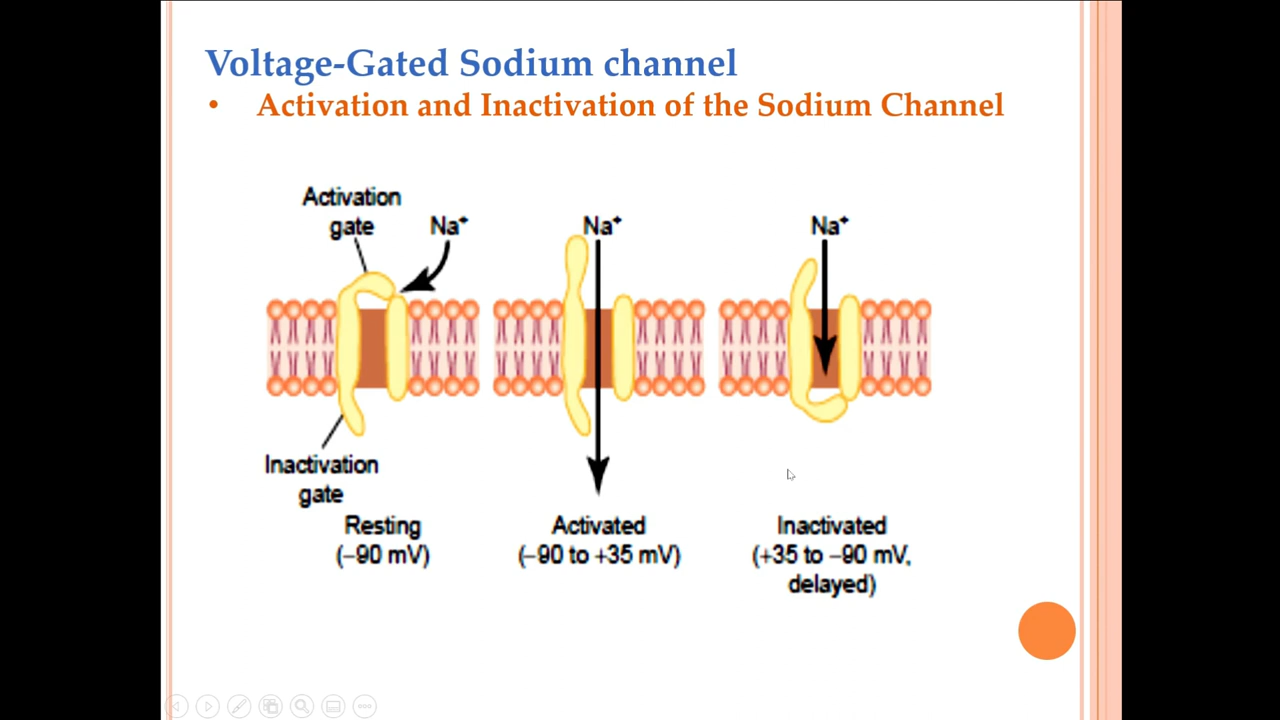 Voltage-Gated Sodium channel
• Activation and Inactivation of the Sodium Channel
Activation
gate
Na⁺
Na⁺
Na⁺
Inactivation
gate
Resting
(–90 mV)
Activated
(–90 to +35 mV)
Inactivated
(+35 to –90 mV,
delayed)